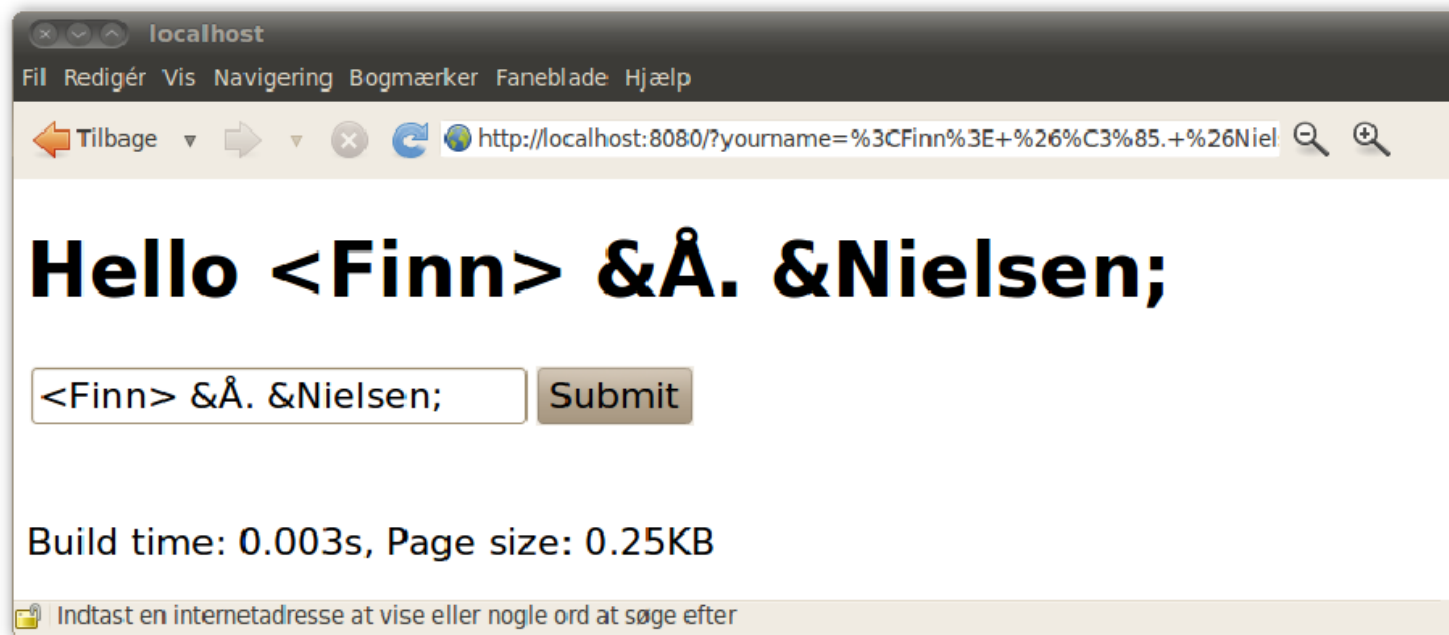 localhost
Fil Redigér Vis Navigering Bogmærker Faneblade Hjælp
Tilbage http://localhost:8080/?yourname=%3CFinn%3E+%26%C3%85.+%26Niel
Hello <Finn> &Å. &Nielsen;
<Finn> &Å. &Nielsen; Submit
Build time: 0.003s, Page size: 0.25KB
Indtast en internetadresse at vise eller nogle ord at søge efter